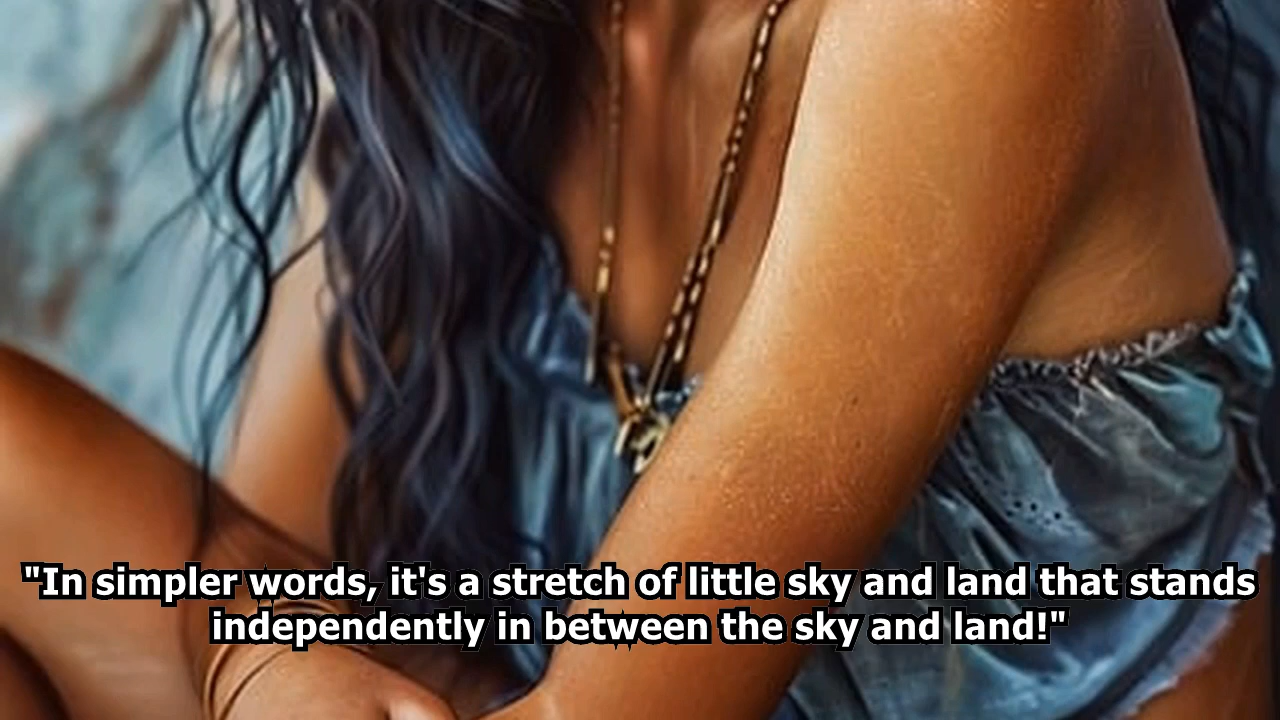 "In simpler words, it's a stretch of little sky and land that stands
independently in between the sky and land!"